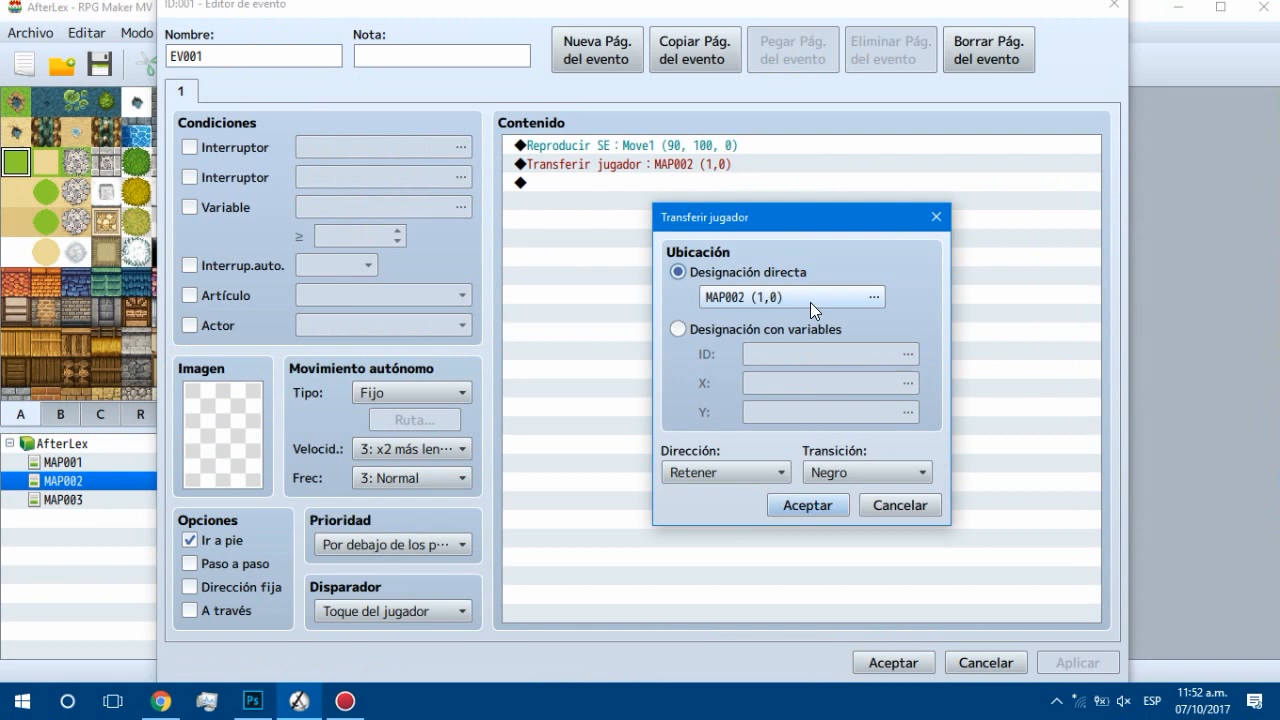 AfterLex - RPG Maker MV
ID:001 - Editor de evento
Archivo Editar Modo
Nombre:
EV001
Nota:
Nueva Pág.
del evento
Copiar Pág.
del evento
Pegar Pág.
del evento
Eliminar Pág.
del evento
Borrar Pág.
del evento
1
Condiciones
Interruptor
Interruptor
Variable
≥
Interrup.auto.
Artículo
Actor
Imagen
Movimiento autónomo
Tipo: Fijo
Ruta...
Velocid.: 3: x2 más len···
Frec: 3: Normal
Opciones
Ir a pie
Paso a paso
Dirección fija
A través
Prioridad
Por debajo de los p···
Disparador
Toque del jugador
Contenido
◆Reproducir SE：Move1 (90, 100, 0)
◆Transferir jugador：MAP002 (1,0)
◆
Transferir jugador
Ubicación
Designación directa
MAP002 (1,0) ···
Designación con variables
ID: ···
X: ···
Y: ···
Dirección:
Retener
Transición:
Negro
Aceptar Cancelar
Aceptar Cancelar Aplicar
A B C R
AfterLex
MAP001
MAP002
MAP003
Ps
ESP
11:52 a.m.
07/10/2017